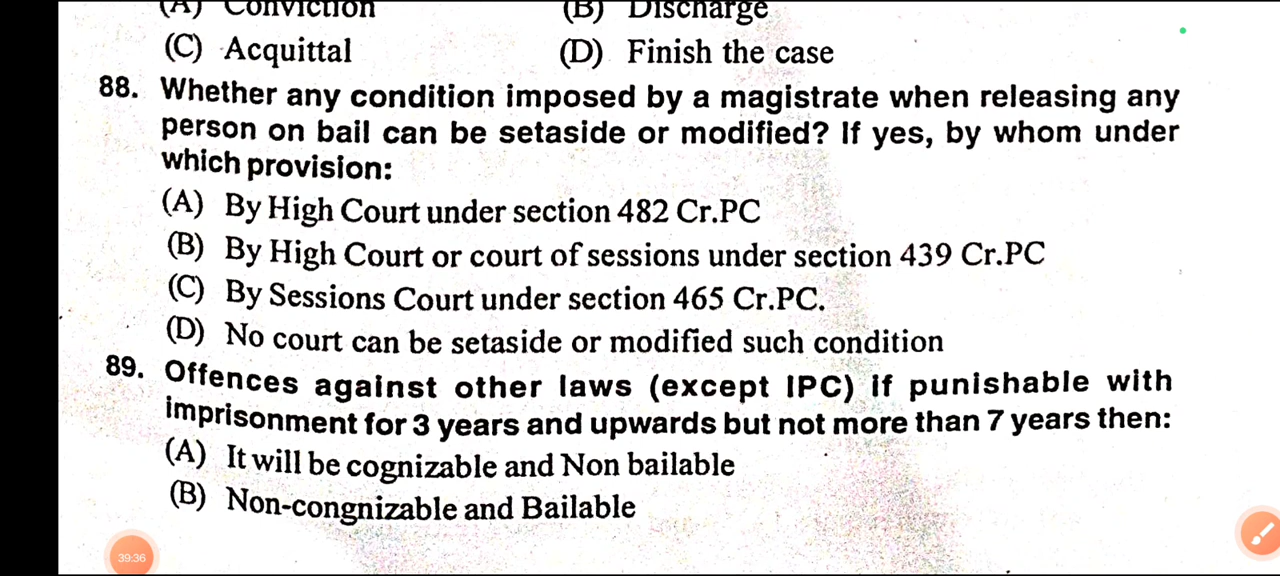 (A) Conviction (B) Discharge
(C) Acquittal (D) Finish the case
88. Whether any condition imposed by a magistrate when releasing any
person on bail can be setaside or modified? If yes, by whom under
which provision:
(A) By High Court under section 482 Cr.PC
(B) By High Court or court of sessions under section 439 Cr.PC
(C) By Sessions Court under section 465 Cr.PC.
(D) No court can be setaside or modified such condition
89. Offences against other laws (except IPC) if punishable with
imprisonment for 3 years and upwards but not more than 7 years then:
(A) It will be cognizable and Non bailable
(B) Non-congnizable and Bailable
39:36